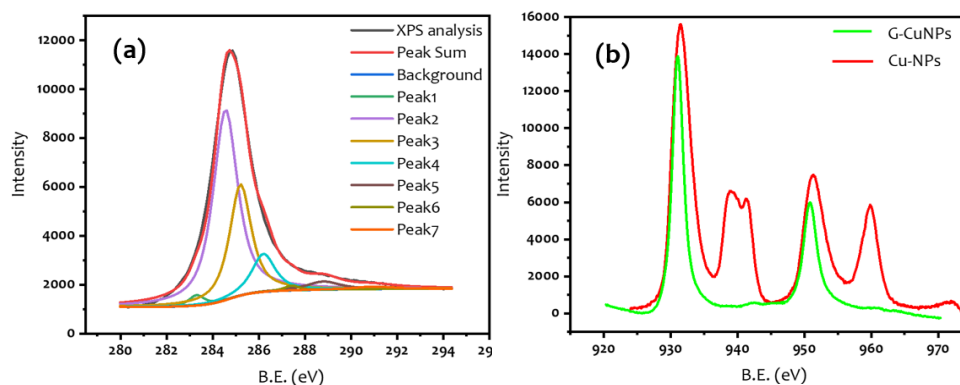 (a)
XPS analysis
Peak Sum
Background
Peak1
Peak2
Peak3
Peak4
Peak5
Peak6
Peak7
12000
10000
8000
6000
4000
2000
0
Intensity
280 282 284 286 288 290 292 294 29
B.E. (eV)
(b)
G-CuNPs
Cu-NPs
16000
14000
12000
10000
8000
6000
4000
2000
0
Intensity
920 930 940 950 960 970
B.E. (eV)